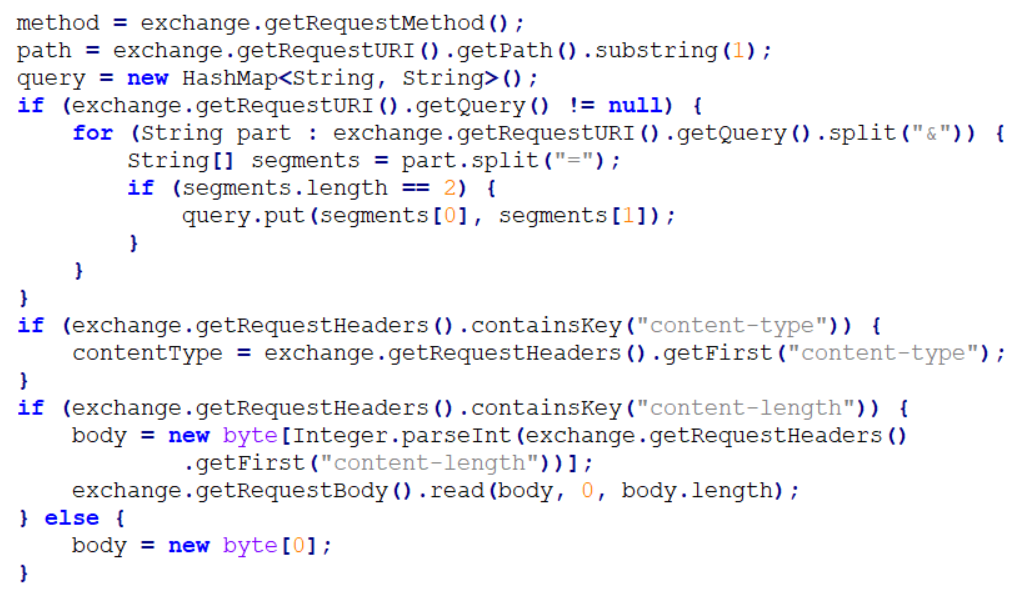 method = exchange.getRequestMethod();
path = exchange.getRequestURI().getPath().substring(1);
query = new HashMap<String, String>();
if (exchange.getRequestURI().getQuery() != null) {
    for (String part : exchange.getRequestURI().getQuery().split("&")) {
        String[] segments = part.split("=");
        if (segments.length == 2) {
            query.put(segments[0], segments[1]);
        }
    }
}
if (exchange.getRequestHeaders().containsKey("content-type")) {
    contentType = exchange.getRequestHeaders().getFirst("content-type");
}
if (exchange.getRequestHeaders().containsKey("content-length")) {
    body = new byte[Integer.parseInt(exchange.getRequestHeaders()
            .getFirst("content-length"))];
    exchange.getRequestBody().read(body, 0, body.length);
} else {
    body = new byte[0];
}